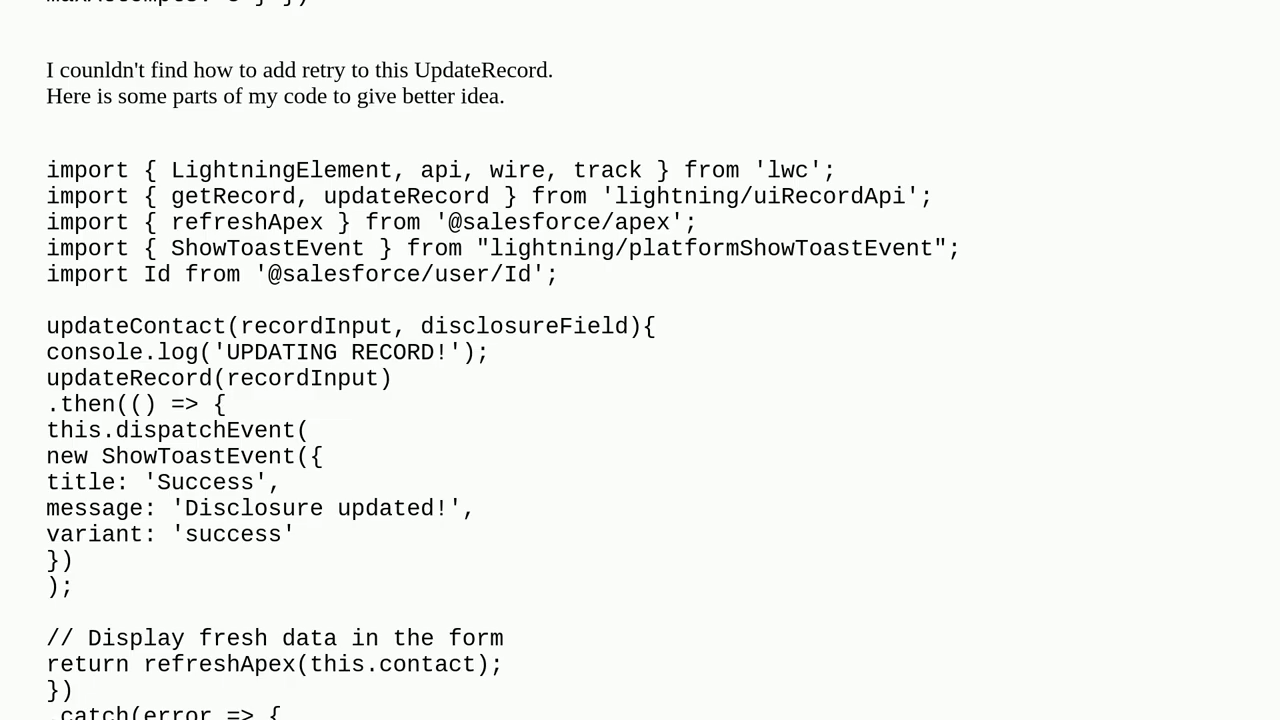 I counldn't find how to add retry to this UpdateRecord.
Here is some parts of my code to give better idea.
import { LightningElement, api, wire, track } from 'lwc';
import { getRecord, updateRecord } from 'lightning/uiRecordApi';
import { refreshApex } from '@salesforce/apex';
import { ShowToastEvent } from "lightning/platformShowToastEvent";
import Id from '@salesforce/user/Id';
updateContact(recordInput, disclosureField){
console.log('UPDATING RECORD!');
updateRecord(recordInput)
.then(() => {
this.dispatchEvent(
new ShowToastEvent({
title: 'Success',
message: 'Disclosure updated!',
variant: 'success'
})
);
// Display fresh data in the form
return refreshApex(this.contact);
})
.catch(error => {